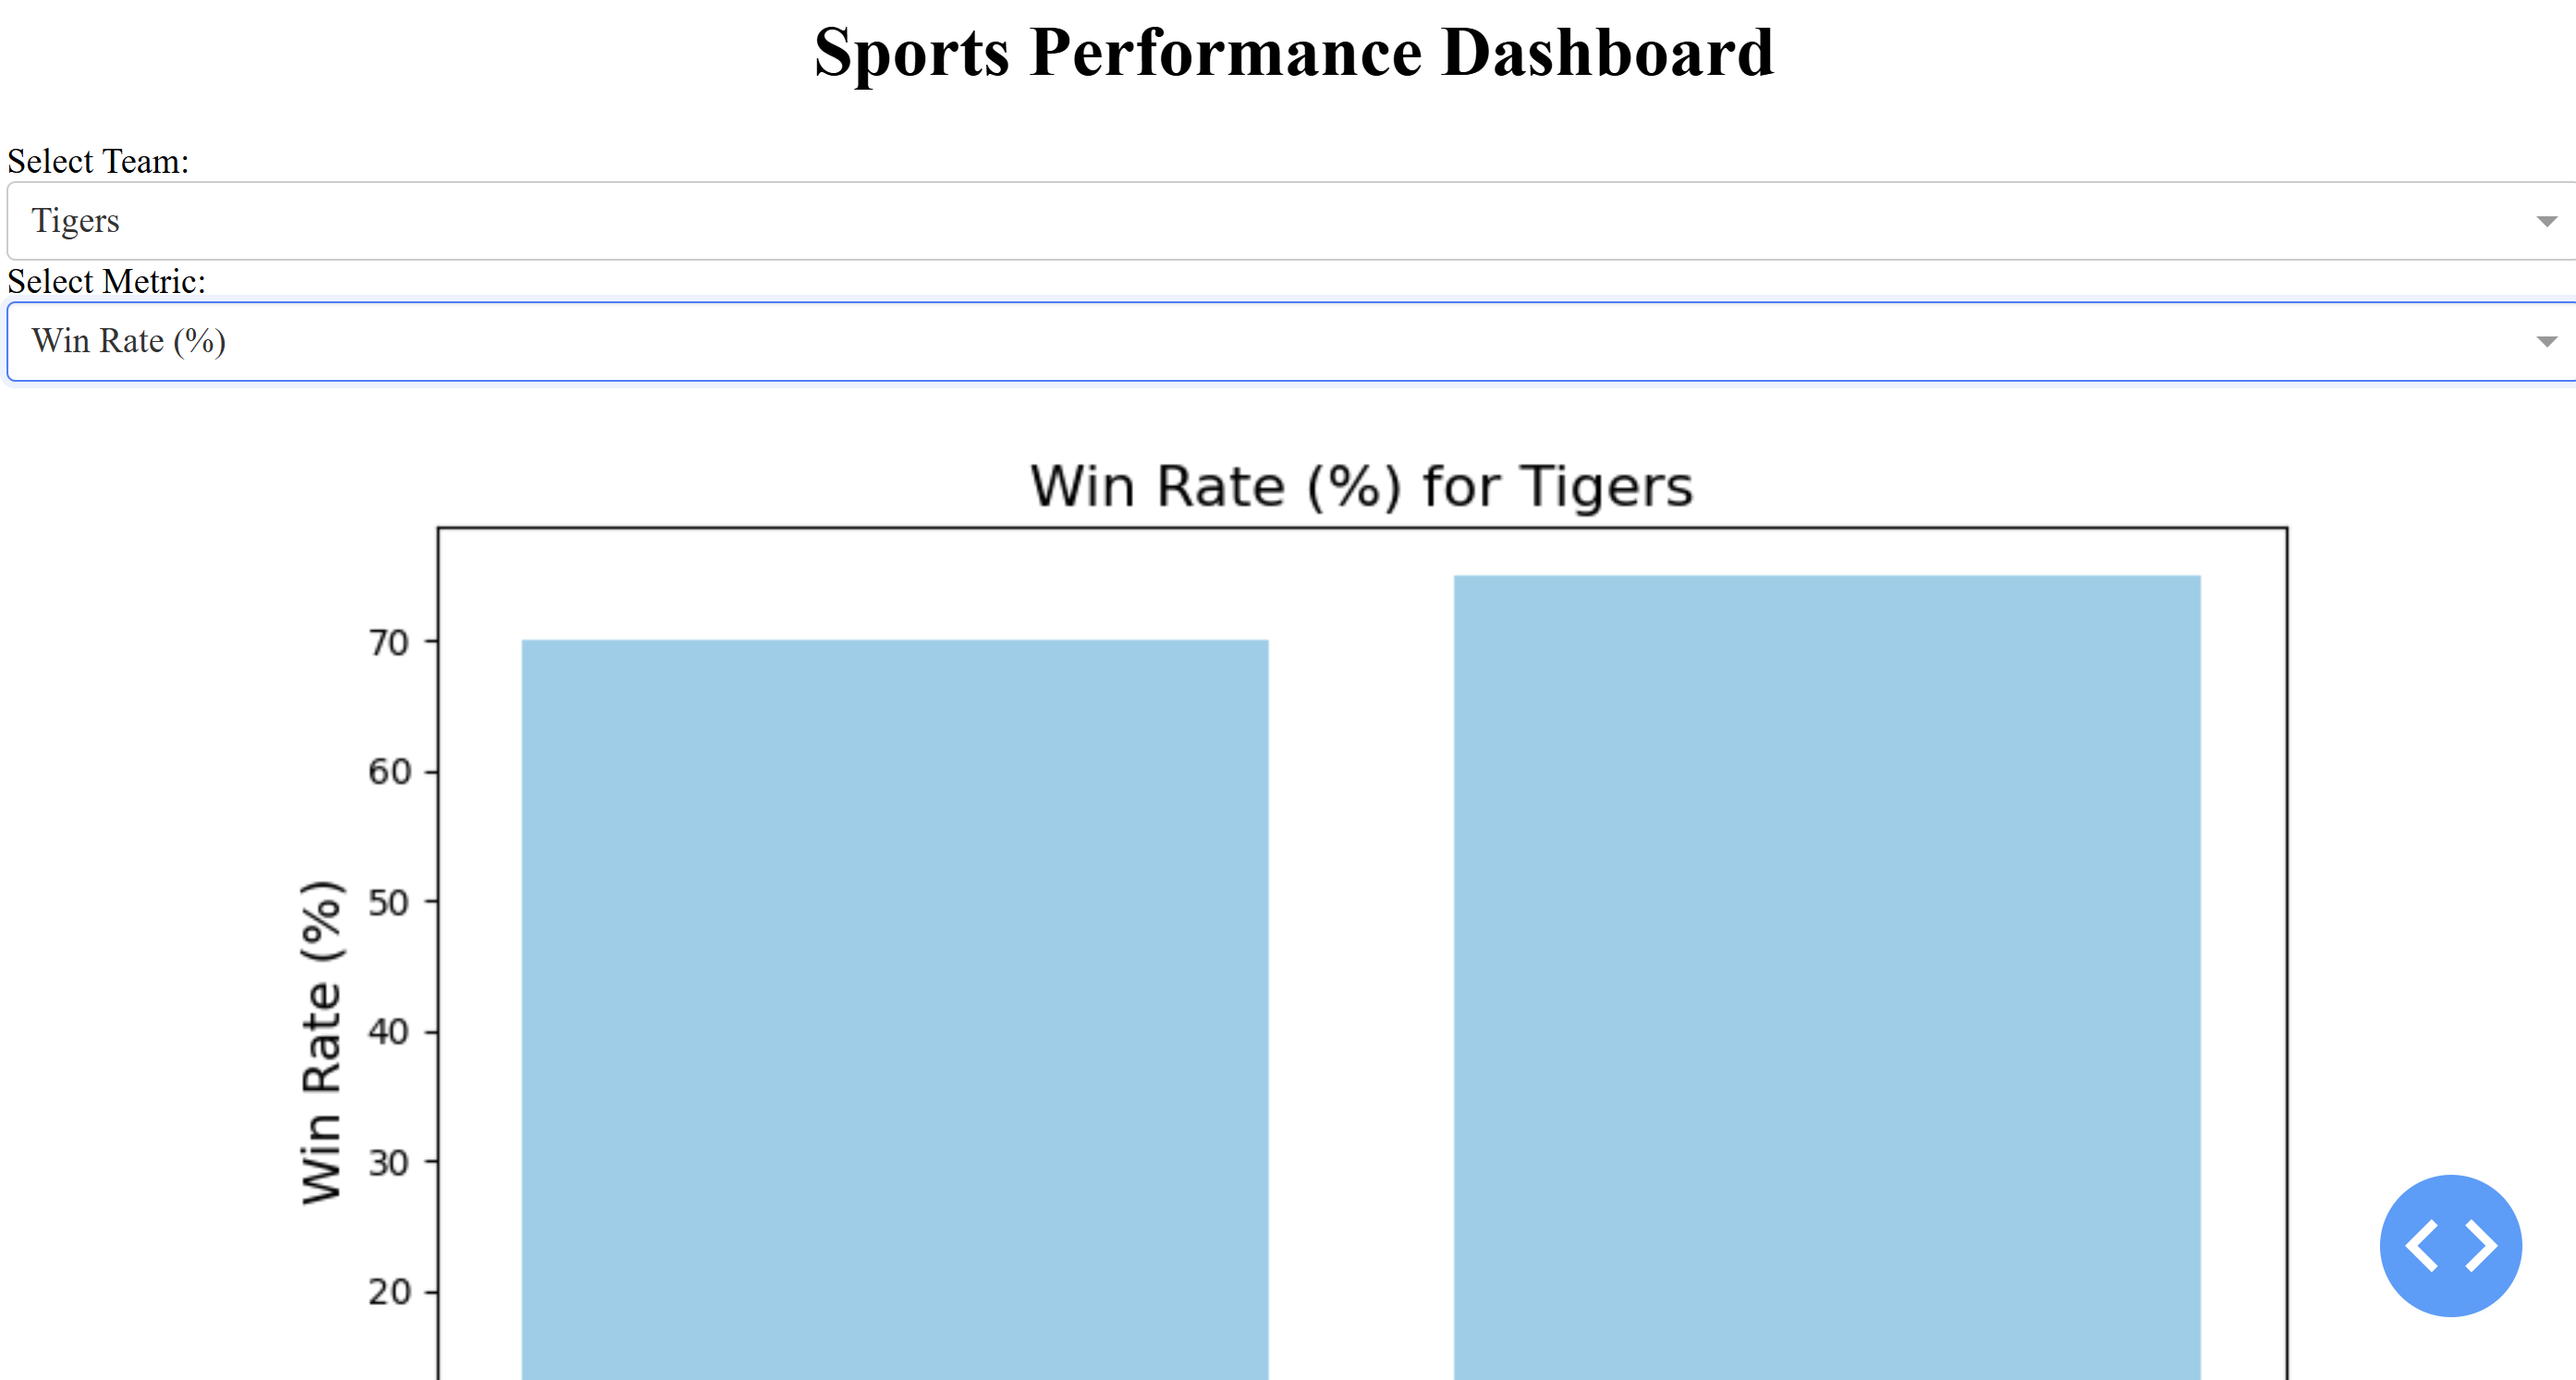 Sports Performance Dashboard
Select Team:
Tigers
Select Metric:
Win Rate (%)
Win Rate (%) for Tigers
70
60
50
40
30
20
Win Rate (%)